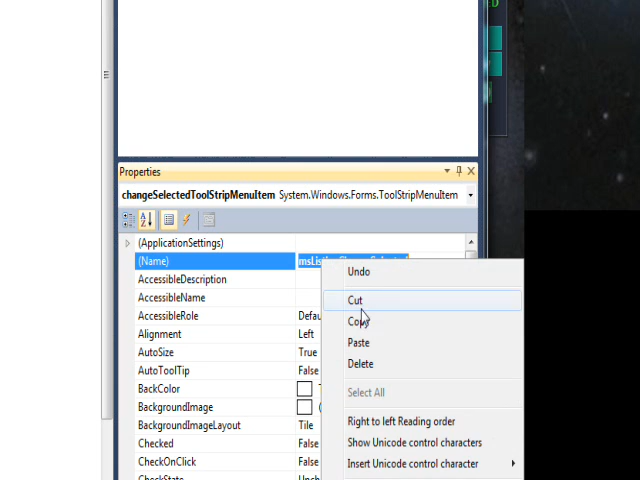 Properties
changeSelectedToolStripMenuItem System.Windows.Forms.ToolStripMenuItem
(ApplicationSettings)
(Name)
Undo
AccessibleDescription
AccessibleName
Cut
AccessibleRole
Copy
Alignment Left
Paste
AutoSize True
Delete
AutoToolTip False
BackColor
Select All
BackgroundImage
Right to left Reading order
BackgroundImageLayout Tile
Checked False
Show Unicode control characters
CheckOnClick False
Insert Unicode control character
CheckState